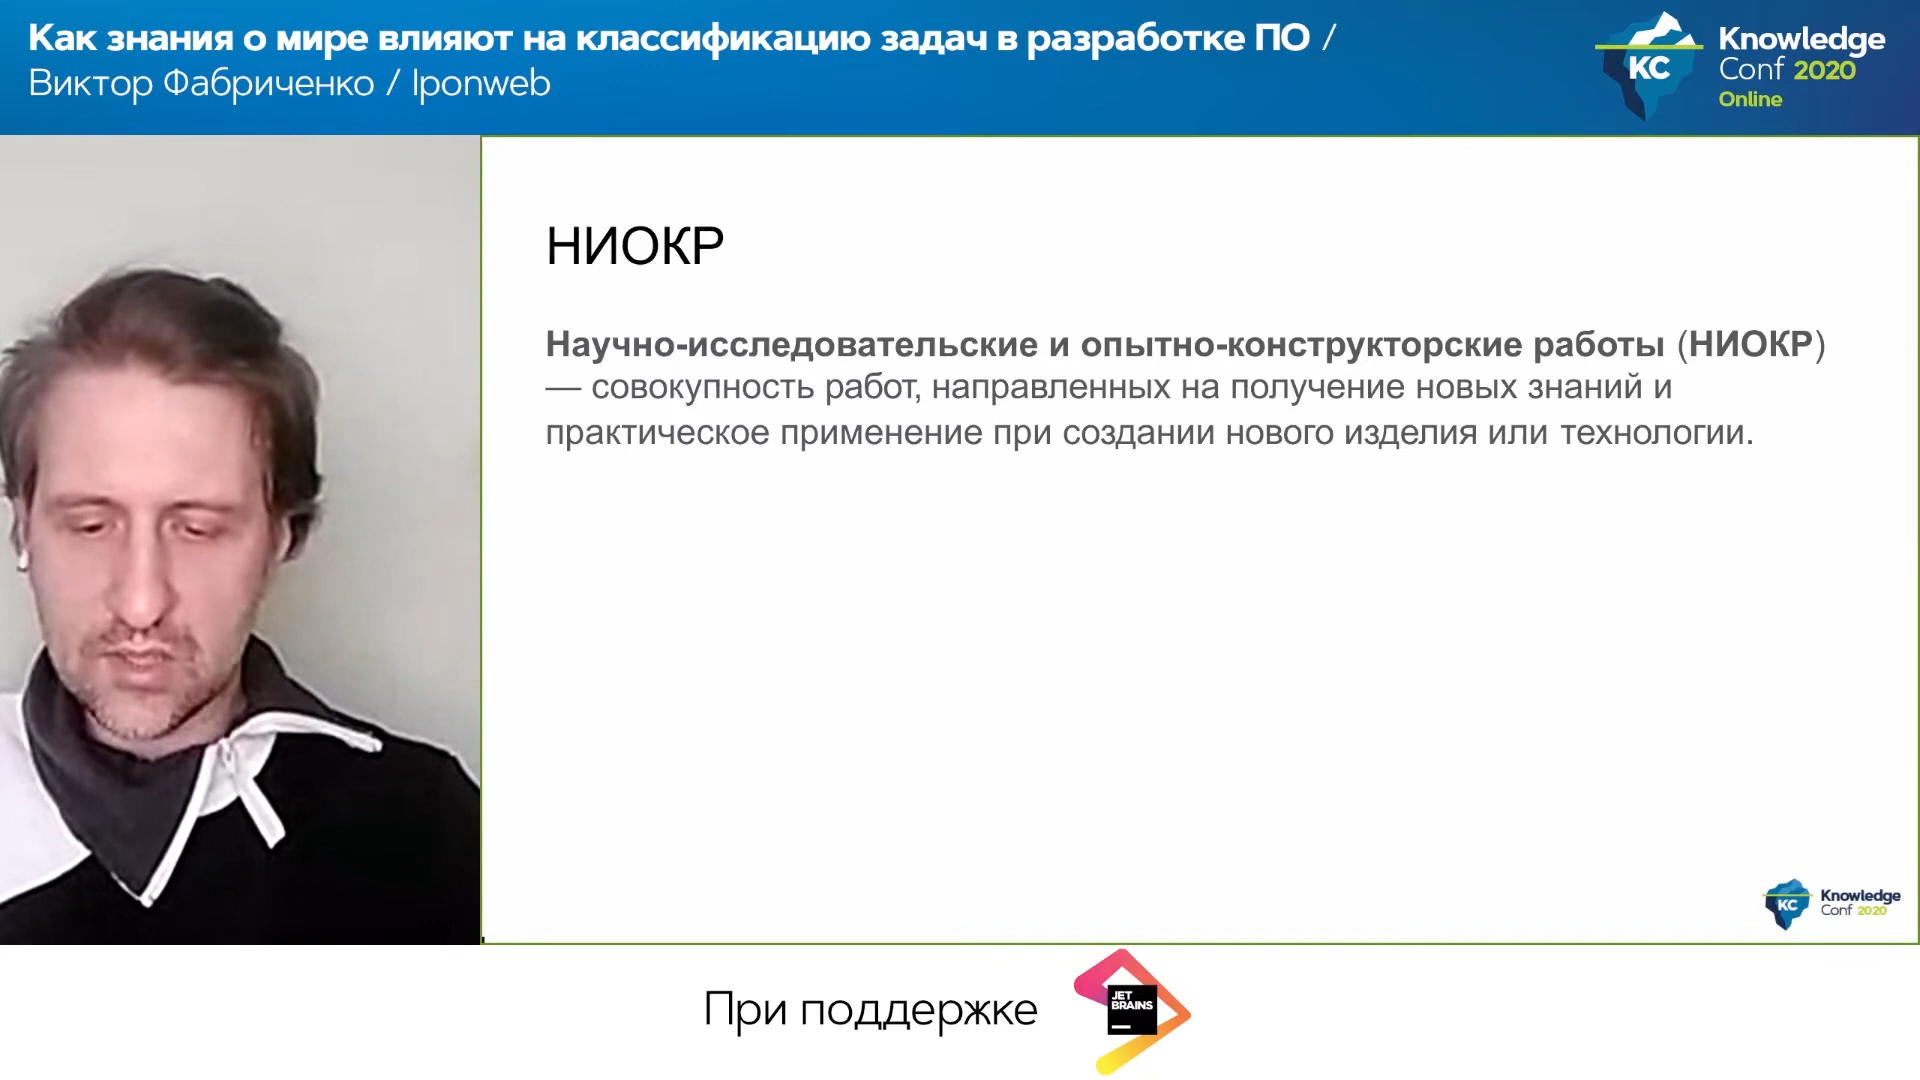 Как знания о мире влияют на классификацию задач в разработке ПО /
Виктор Фабриченко / Iponweb
KC
Knowledge
Conf 2020
Online
НИОКР
Научно-исследовательские и опытно-конструкторские работы (НИОКР)
— совокупность работ, направленных на получение новых знаний и
практическое применение при создании нового изделия или технологии.
KC
Knowledge
Conf 2020
При поддержке
JET
BRAINS